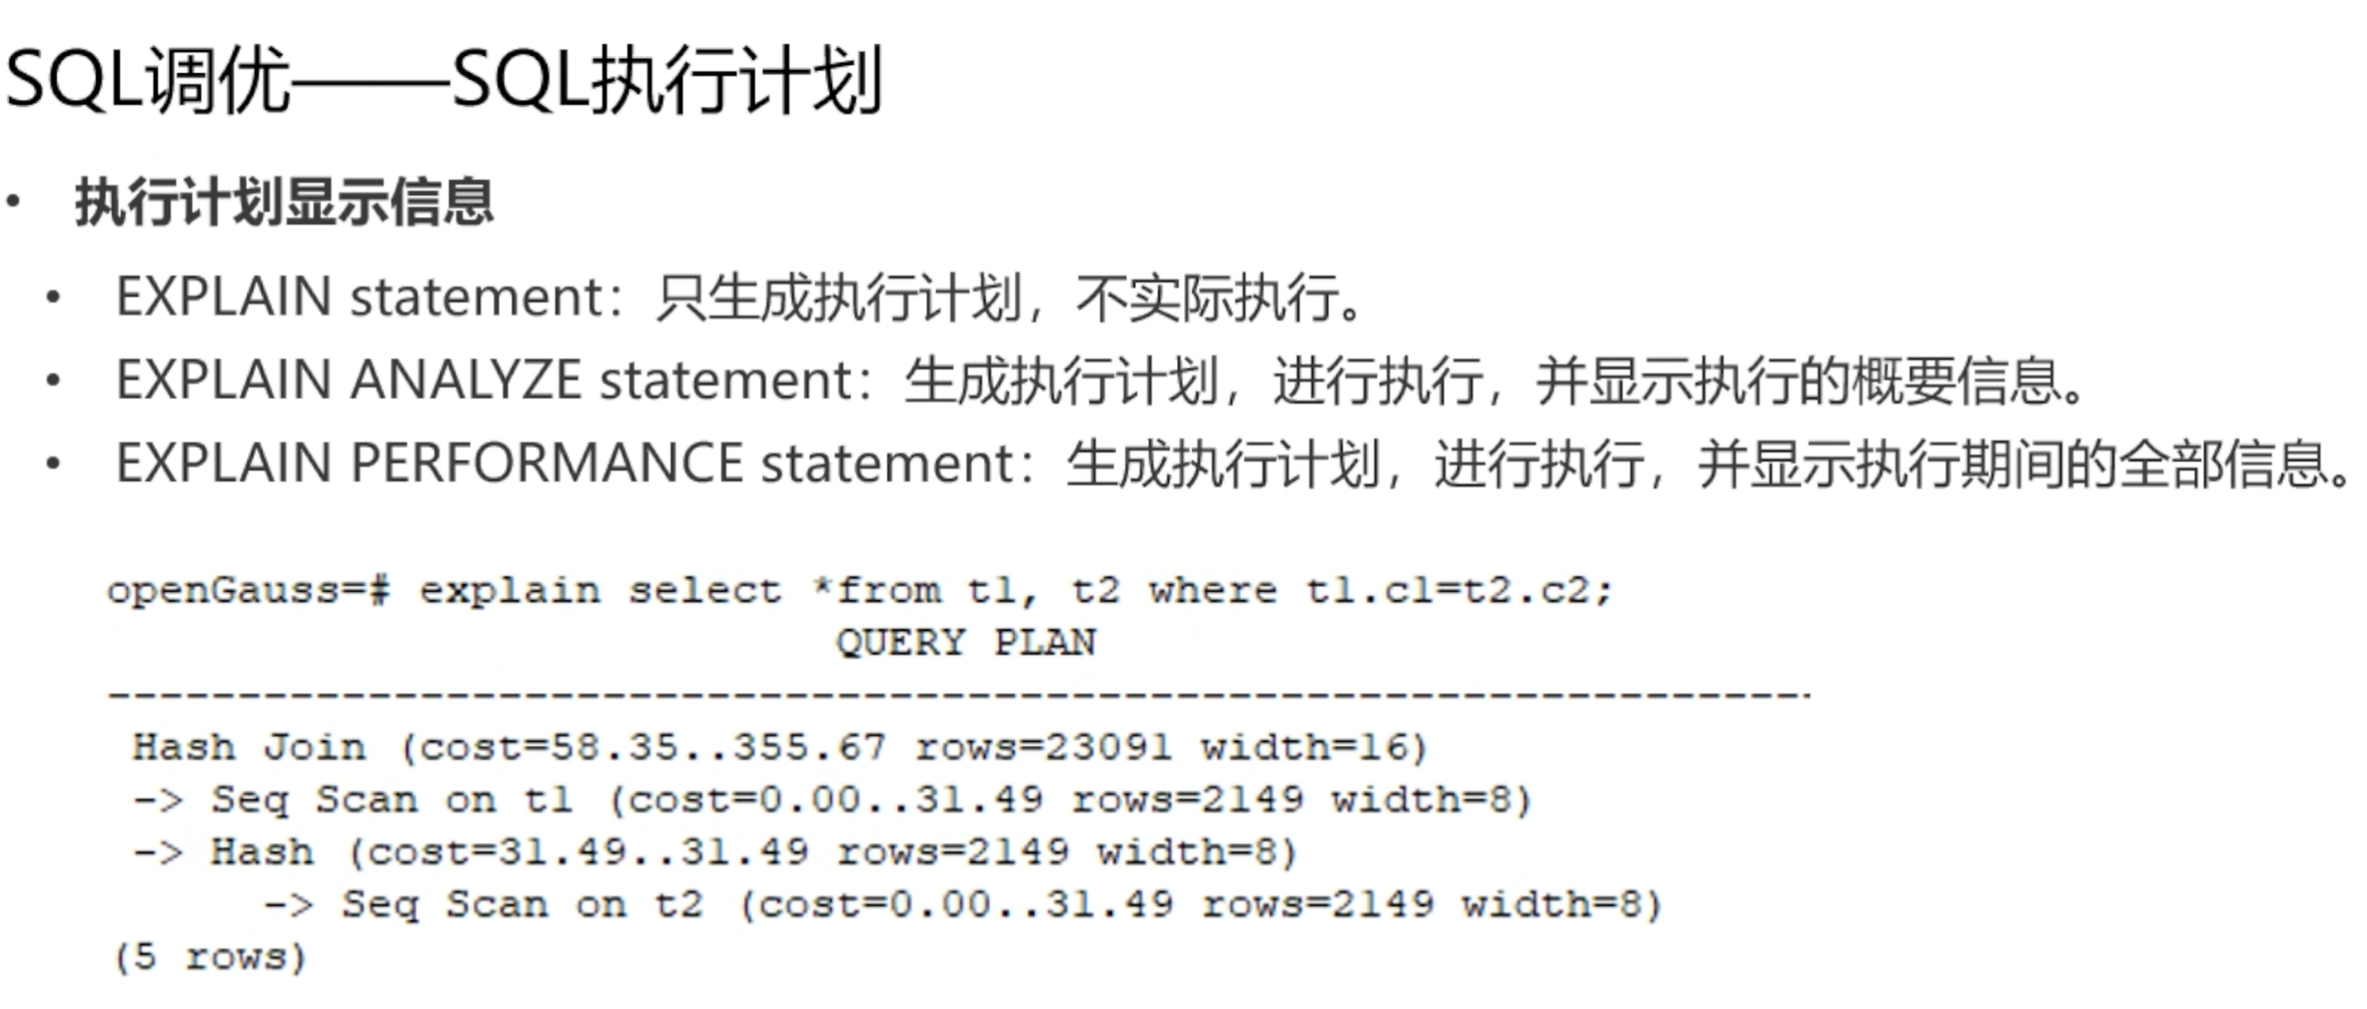 SQL调优——SQL执行计划
• 执行计划显示信息
• EXPLAIN statement：只生成执行计划，不实际执行。
• EXPLAIN ANALYZE statement：生成执行计划，进行执行，并显示执行的概要信息。
• EXPLAIN PERFORMANCE statement：生成执行计划，进行执行，并显示执行期间的全部信息。
openGauss=# explain select *from t1, t2 where t1.c1=t2.c2;
QUERY PLAN
-----------------------------------------------------------------
Hash Join (cost=58.35..355.67 rows=23091 width=16)
-> Seq Scan on t1 (cost=0.00..31.49 rows=2149 width=8)
-> Hash (cost=31.49..31.49 rows=2149 width=8)
-> Seq Scan on t2 (cost=0.00..31.49 rows=2149 width=8)
(5 rows)